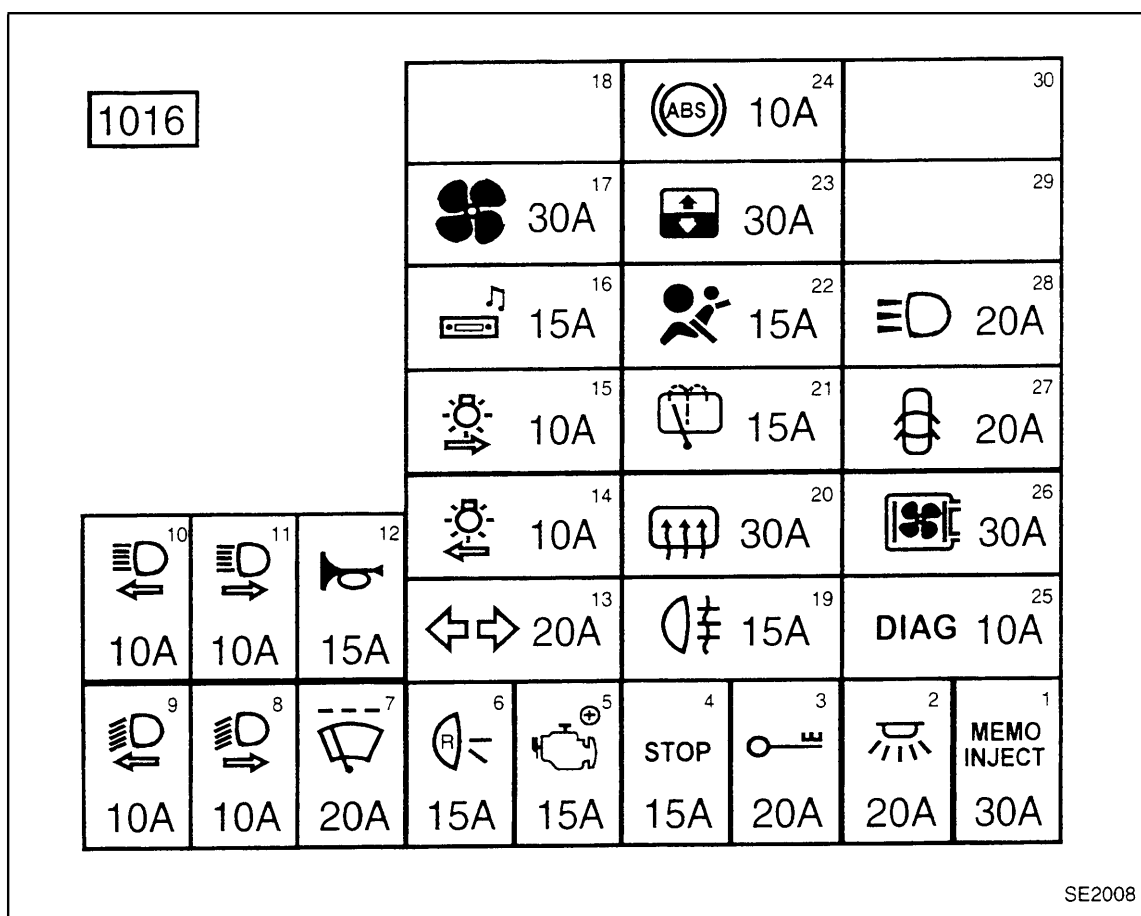 1016
18
ABS 10A 24
30
30A 17
30A 23
29
15A 16
15A 22
20A 28
10A 15
15A 21
20A 27
10A 14
30A 20
30A 26
10
10A
11
10A
12
15A
20A 13
15A 19
DIAG 10A 25
9
10A
8
10A
7
20A
6
R
15A
5
15A
4
STOP
15A
3
20A
2
20A
1
MEMO
INJECT
30A
SE2008